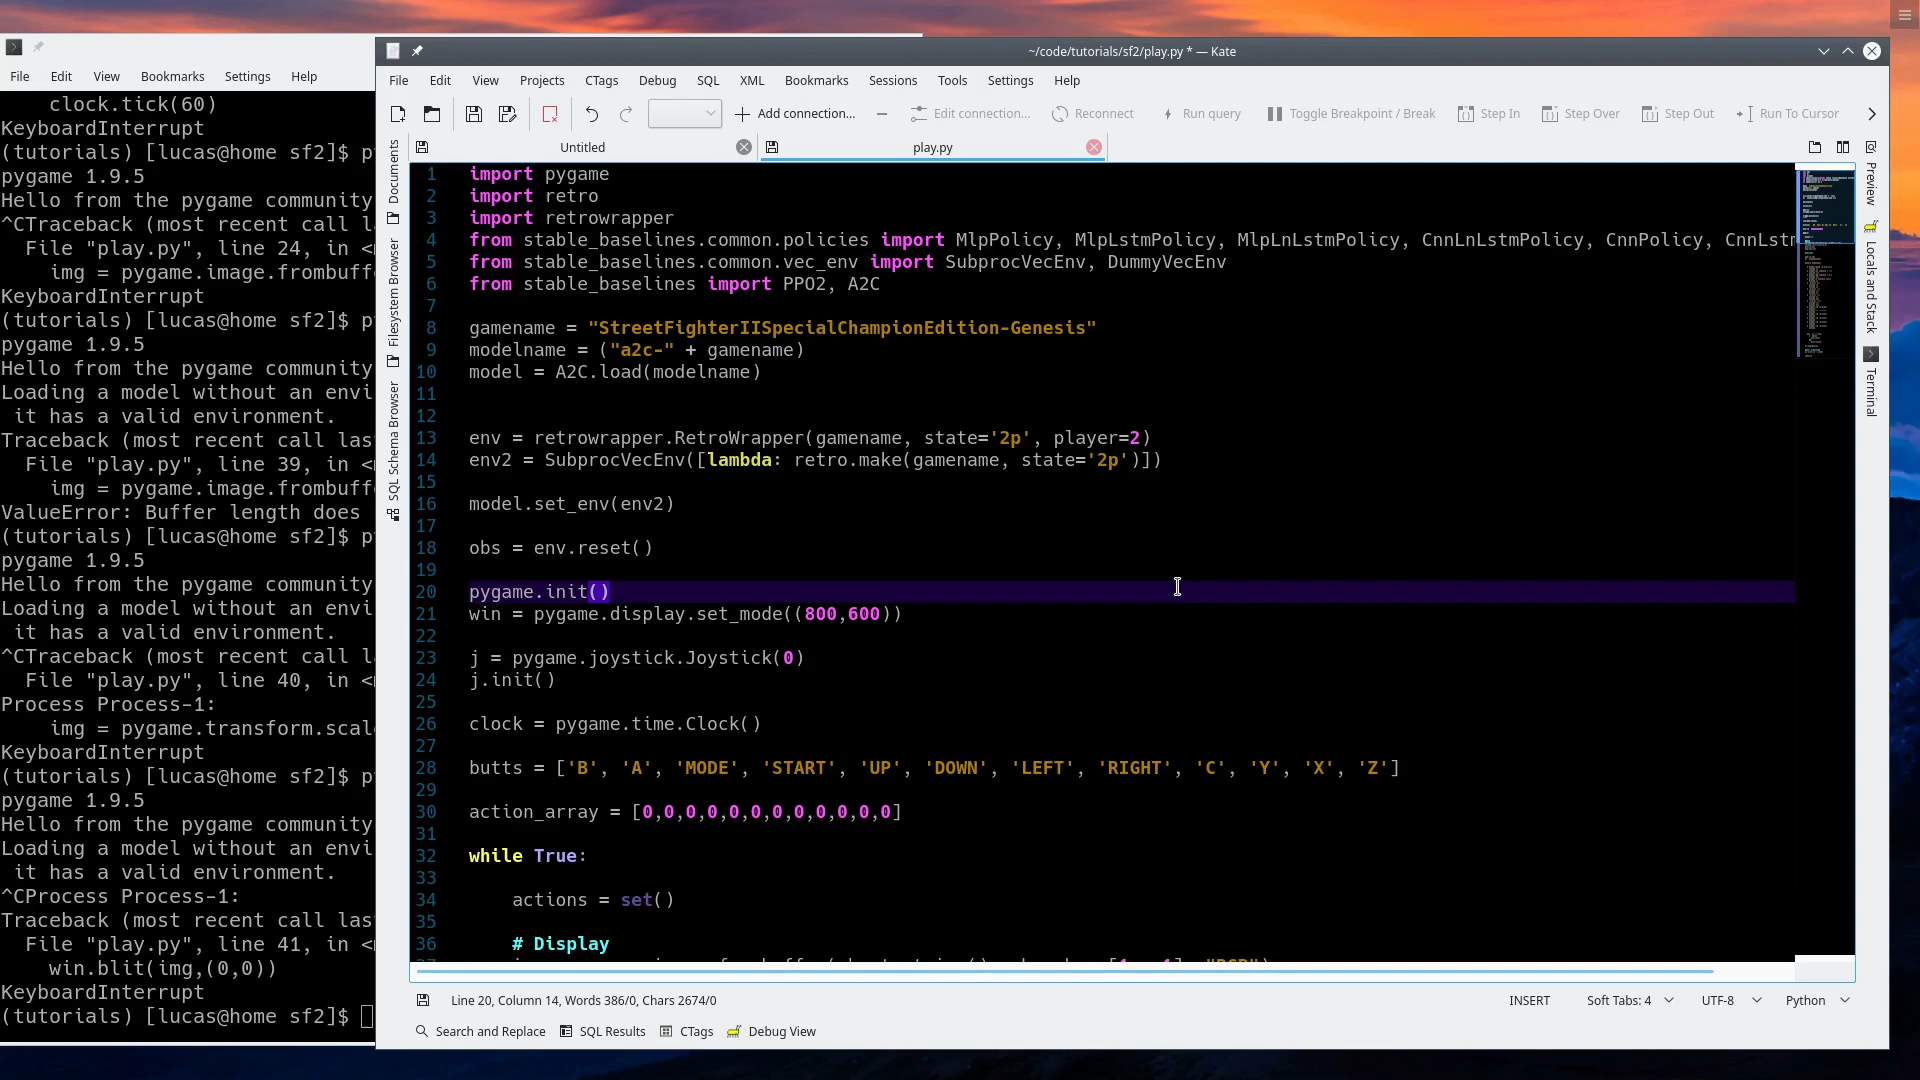 File Edit View Bookmarks Settings Help
clock.tick(60)
KeyboardInterrupt
(tutorials) [lucas@home sf2]$ p
pygame 1.9.5
Hello from the pygame community
^CTraceback (most recent call l
File "play.py", line 24, in <
img = pygame.image.frombuff
KeyboardInterrupt
(tutorials) [lucas@home sf2]$ p
pygame 1.9.5
Hello from the pygame community
Loading a model without an envi
it has a valid environment.
Traceback (most recent call las
File "play.py", line 39, in <
img = pygame.image.frombuff
ValueError: Buffer length does
(tutorials) [lucas@home sf2]$ p
pygame 1.9.5
Hello from the pygame community
Loading a model without an envi
it has a valid environment.
^CTraceback (most recent call l
File "play.py", line 40, in <
Process Process-1:
img = pygame.transform.scal
KeyboardInterrupt
(tutorials) [lucas@home sf2]$ p
pygame 1.9.5
Hello from the pygame community
Loading a model without an envi
it has a valid environment.
^CProcess Process-1:
Traceback (most recent call las
File "play.py", line 41, in <
win.blit(img,(0,0))
KeyboardInterrupt
(tutorials) [lucas@home sf2]$
~/code/tutorials/sf2/play.py * — Kate
File Edit View Projects CTags Debug SQL XML Bookmarks Sessions Tools Settings Help
Add connection... Edit connection... Reconnect Run query Toggle Breakpoint / Break Step In Step Over Step Out Run To Cursor
Untitled play.py
Documents
Filesystem Browser
SQL Schema Browser
1 import pygame
2 import retro
3 import retrowrapper
4 from stable_baselines.common.policies import MlpPolicy, MlpLstmPolicy, MlpLnLstmPolicy, CnnLnLstmPolicy, CnnPolicy, CnnLst
5 from stable_baselines.common.vec_env import SubprocVecEnv, DummyVecEnv
6 from stable_baselines import PPO2, A2C
7
8 gamename = "StreetFighterIISpecialChampionEdition-Genesis"
9 modelname = ("a2c-" + gamename)
10 model = A2C.load(modelname)
11
12
13 env = retrowrapper.RetroWrapper(gamename, state='2p', player=2)
14 env2 = SubprocVecEnv([lambda: retro.make(gamename, state='2p')])
15
16 model.set_env(env2)
17
18 obs = env.reset()
19
20 pygame.init()
21 win = pygame.display.set_mode((800,600))
22
23 j = pygame.joystick.Joystick(0)
24 j.init()
25
26 clock = pygame.time.Clock()
27
28 butts = ['B', 'A', 'MODE', 'START', 'UP', 'DOWN', 'LEFT', 'RIGHT', 'C', 'Y', 'X', 'Z']
29
30 action_array = [0,0,0,0,0,0,0,0,0,0,0,0]
31
32 while True:
33
34 actions = set()
35
36 # Display
Preview
Locals and Stack
Terminal
Line 20, Column 14, Words 386/0, Chars 2674/0 INSERT Soft Tabs: 4 UTF-8 Python
Search and Replace SQL Results CTags Debug View